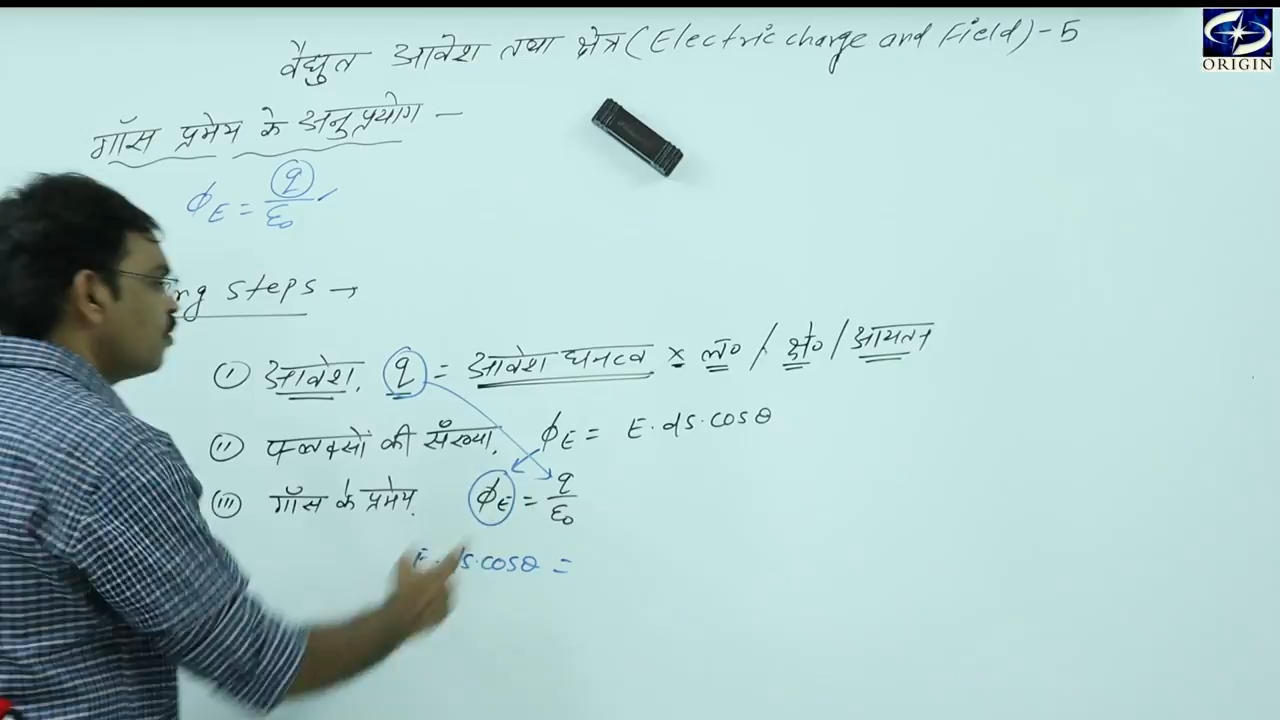 वैद्युत आवेश तथा क्षेत्र (Electric charge and Field) - 5
ORIGIN
गॉस प्रमेय के अनुप्रयोग -
ϕE = q/ε₀
steps →
(i) आवेश, q = आवेश घनत्व × ल० / क्षे० / आयतन
(ii) फ्लक्सों की संख्या, ϕE = E.ds.cosθ
(iii) गॉस के प्रमेय, ϕE = q/ε₀
cosθ =